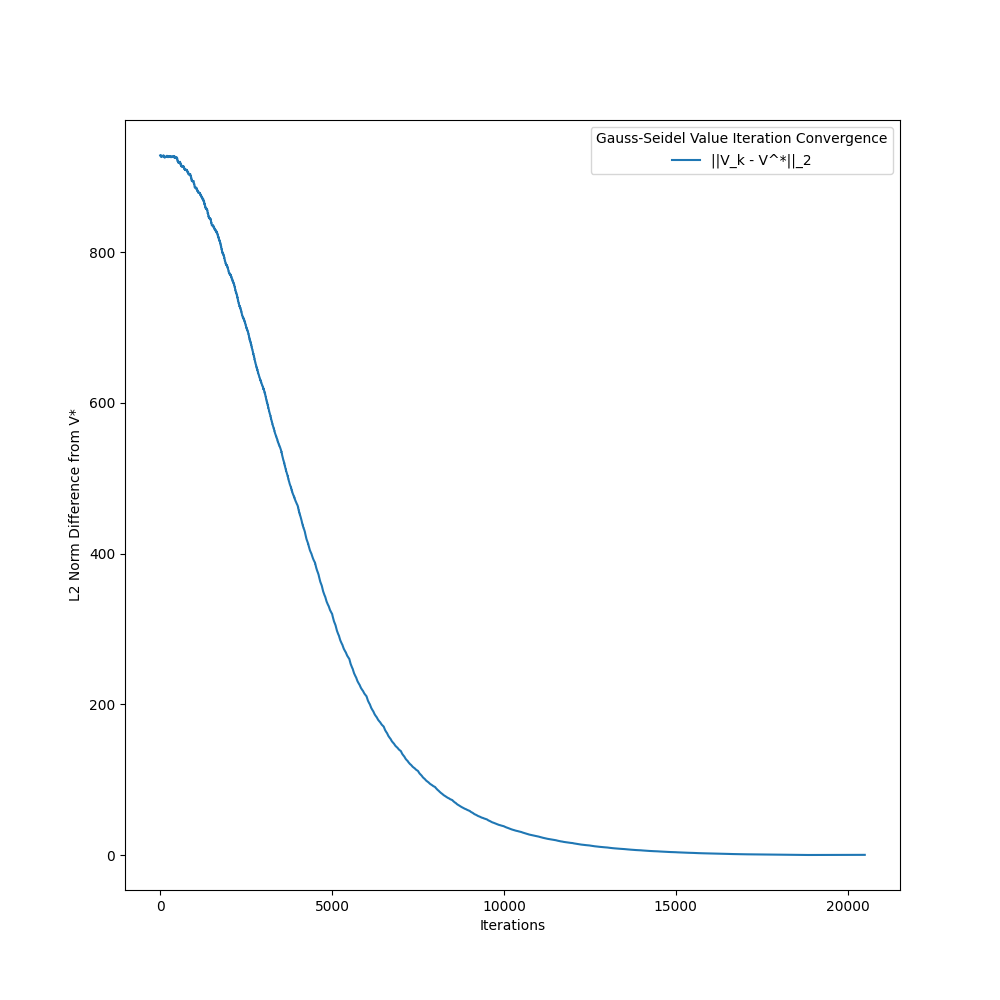 Gauss-Seidel Value Iteration Convergence
||V_k - V^*||_2
800
600
400
200
0
L2 Norm Difference from V*
0 5000 10000 15000 20000
Iterations